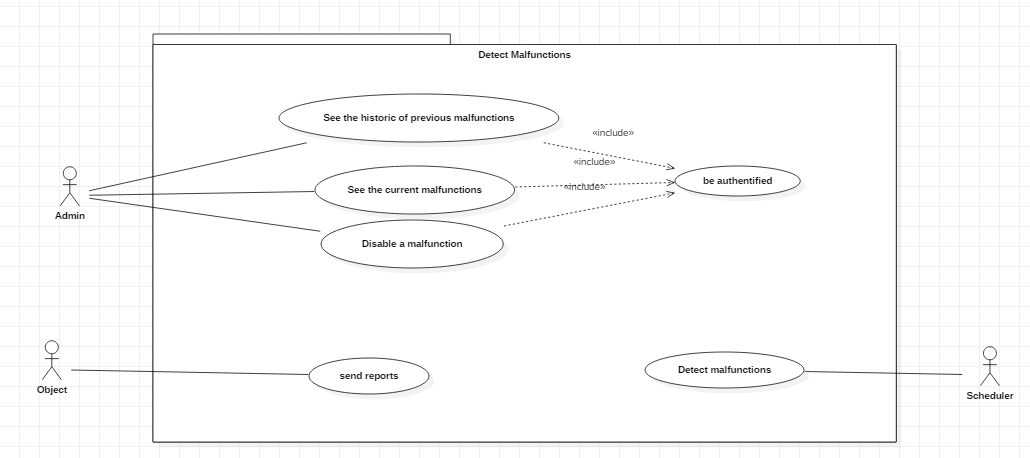 Detect Malfunctions
See the historic of previous malfunctions
«include»
«include»
be authentified
See the current malfunctions
«include»
Admin
Disable a malfunction
Object
send reports
Detect malfunctions
Scheduler